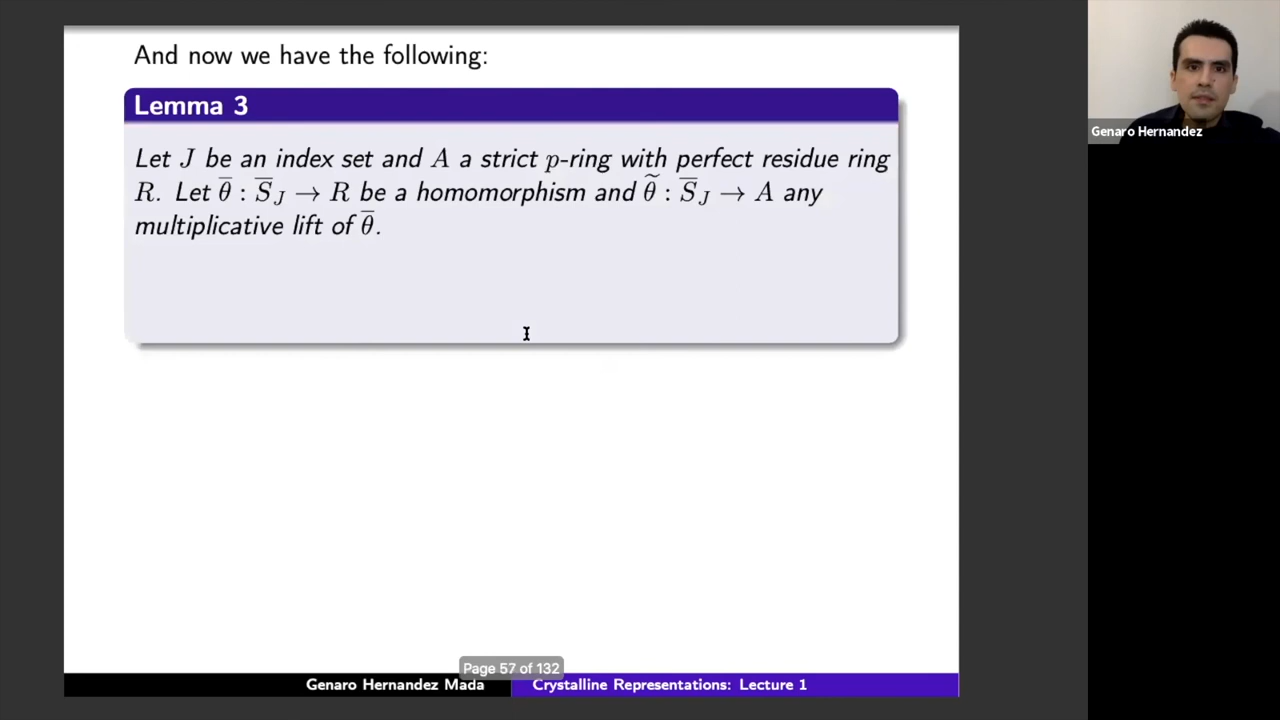 And now we have the following:
Lemma 3
Let J be an index set and A a strict p-ring with perfect residue ring
R. Let θ̅ : S̅_J → R be a homomorphism and θ̃ : S̅_J → A any
multiplicative lift of θ̅.
Genaro Hernandez
Page 57 of 132
Genaro Hernandez Mada Crystalline Representations: Lecture 1